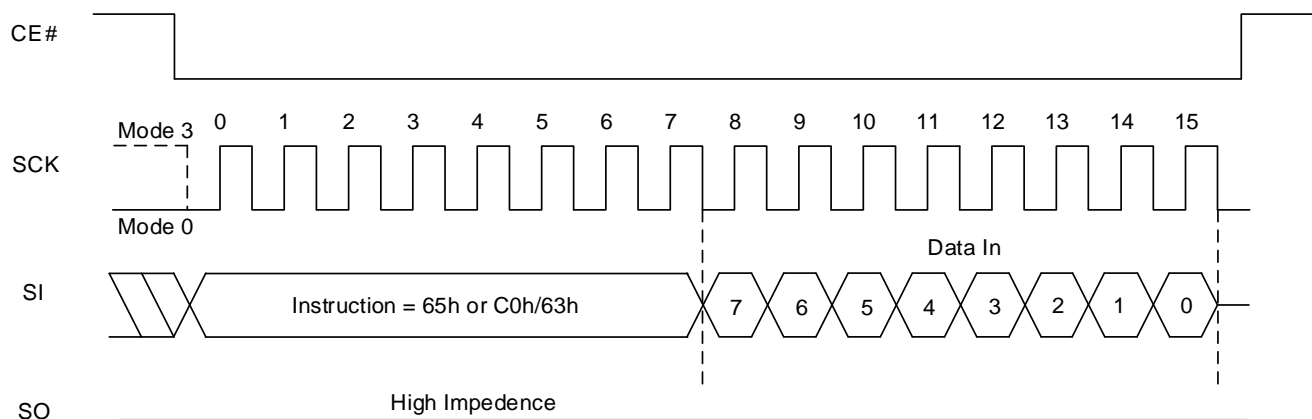 CE#
SCK
Mode 3
0 1 2 3 4 5 6 7 8 9 10 11 12 13 14 15
Mode 0
Data In
SI
Instruction = 65h or C0h/63h
7 6 5 4 3 2 1 0
SO
High Impedence